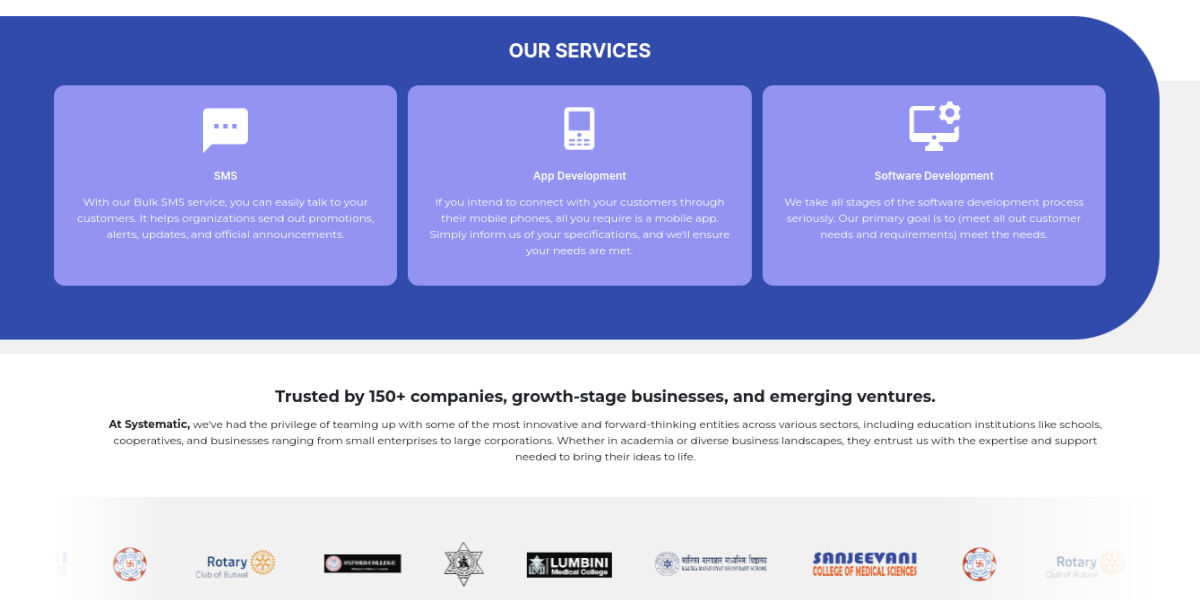 OUR SERVICES
SMS
With our Bulk SMS service, you can easily talk to your
customers. It helps organizations send out promotions,
alerts, updates, and official announcements.
App Development
If you intend to connect with your customers through
their mobile phones, all you require is a mobile app.
Simply inform us of your specifications, and we'll ensure
your needs are met.
Software Development
We take all stages of the software development process
seriously. Our primary goal is to (meet all out customer
needs and requirements) meet the needs.
Trusted by 150+ companies, growth-stage businesses, and emerging ventures.
At Systematic, we've had the privilege of teaming up with some of the most innovative and forward-thinking entities across various sectors, including education institutions like schools,
cooperatives, and businesses ranging from small enterprises to large corporations. Whether in academia or diverse business landscapes, they entrust us with the expertise and support
needed to bring their ideas to life.
Rotary
Club of Butwal
OXFORD COLLEGE
LUMBINI
Medical College
कालिका मानवज्ञान माध्यमिक विद्यालय
KALIKA MANAVGYAN SECONDARY SCHOOL
SANJEEVANI
COLLEGE OF MEDICAL SCIENCES
Rotary
Club of Butwal